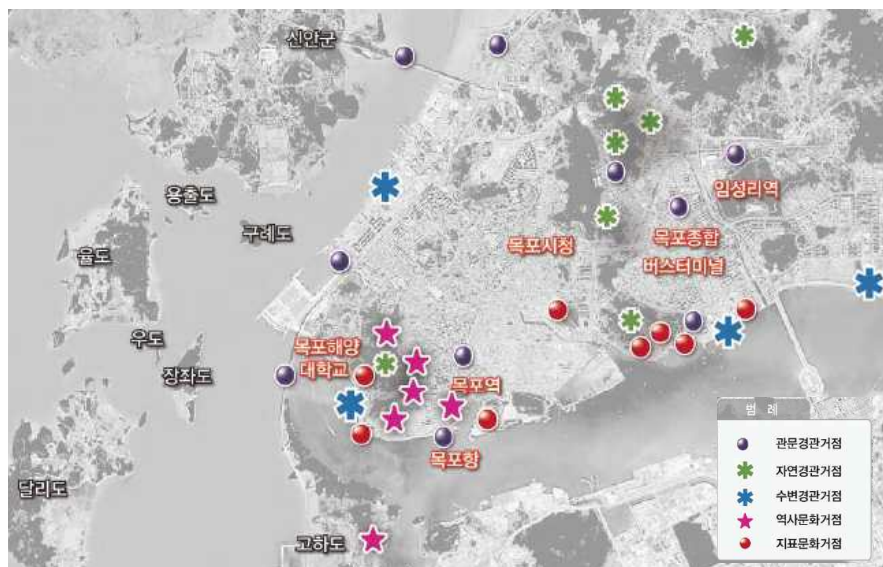 신안군
용출도
임성리역
구례도
목포시청
목포종합
버스터미널
율도
우도
장좌도
목포해양
대학교
목포역
목포항
달리도
고하도
범 례
관문경관거점
자연경관거점
수변경관거점
역사문화거점
지표문화거점